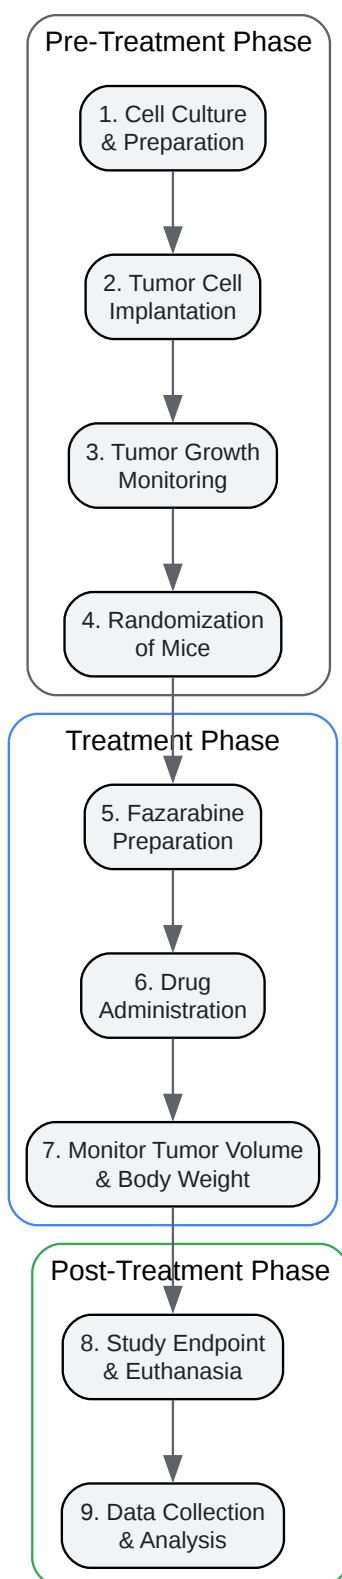 Pre-Treatment Phase
1. Cell Culture
& Preparation
2. Tumor Cell
Implantation
3. Tumor Growth
Monitoring
4. Randomization
of Mice
Treatment Phase
5. Fazarabine
Preparation
6. Drug
Administration
7. Monitor Tumor Volume
& Body Weight
Post-Treatment Phase
8. Study Endpoint
& Euthanasia
9. Data Collection
& Analysis